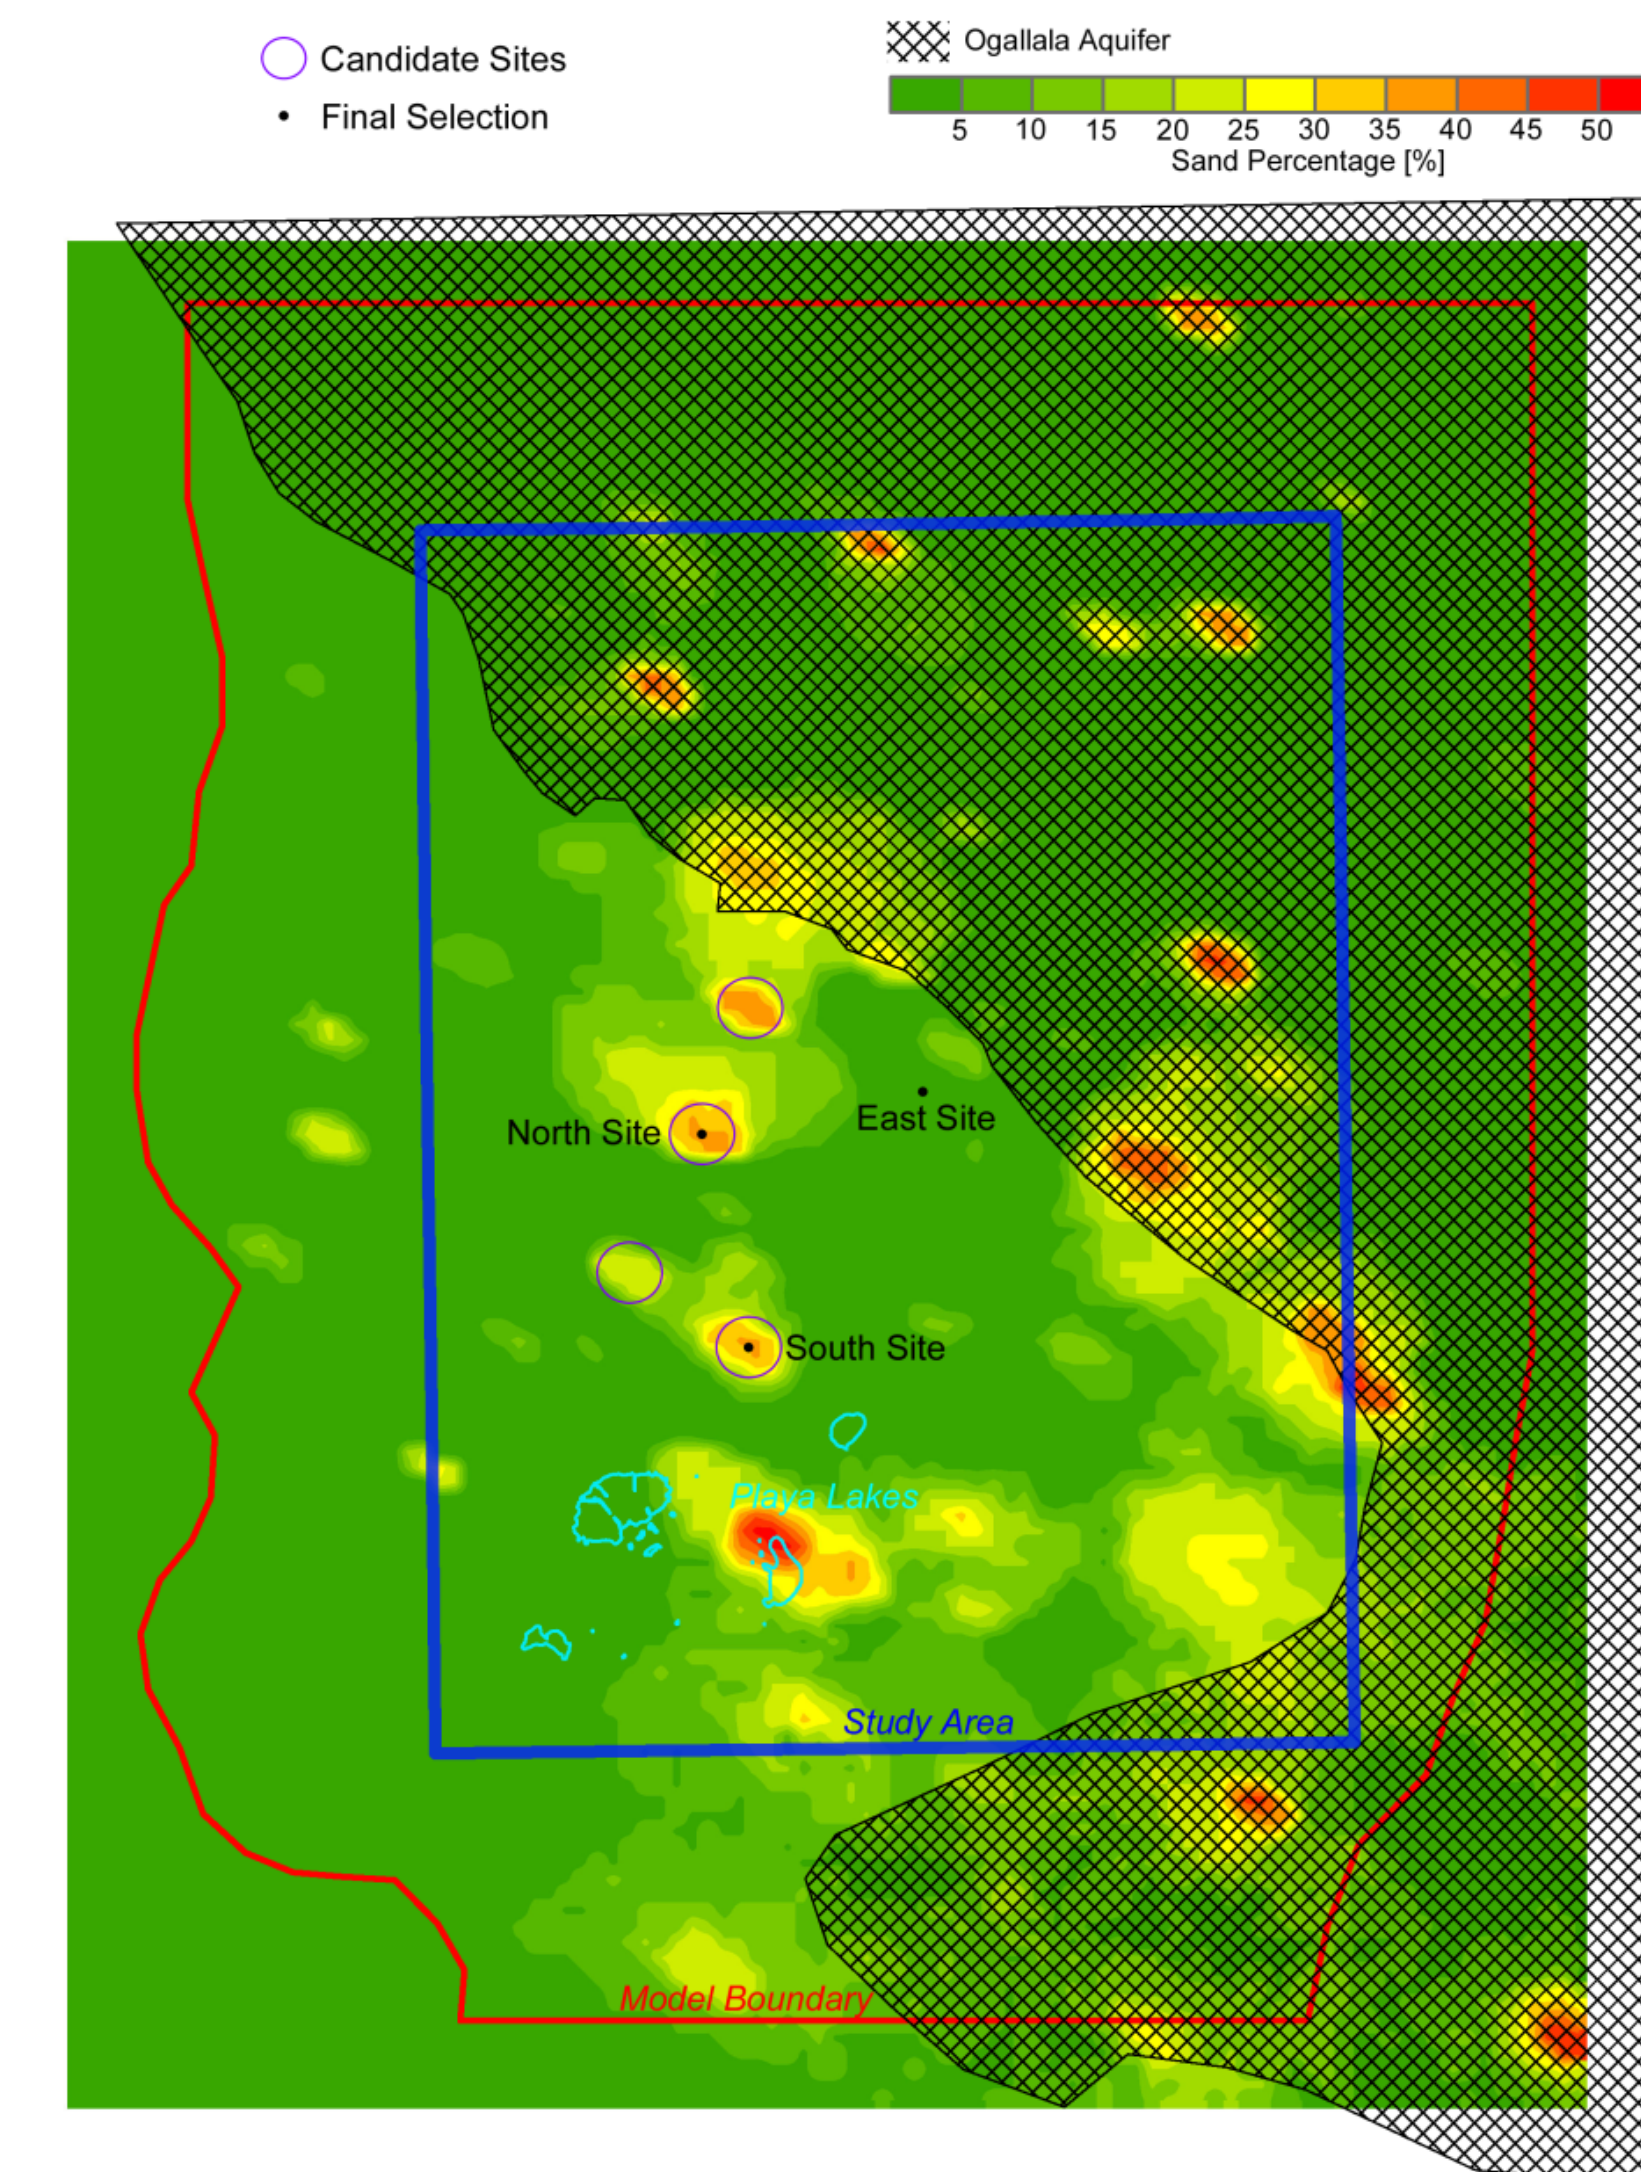 Candidate Sites
Final Selection
Ogallala Aquifer
5 10 15 20 25 30 35 40 45 50
Sand Percentage [%]
East Site
North Site
South Site
Playa Lakes
Study Area
Model Boundary